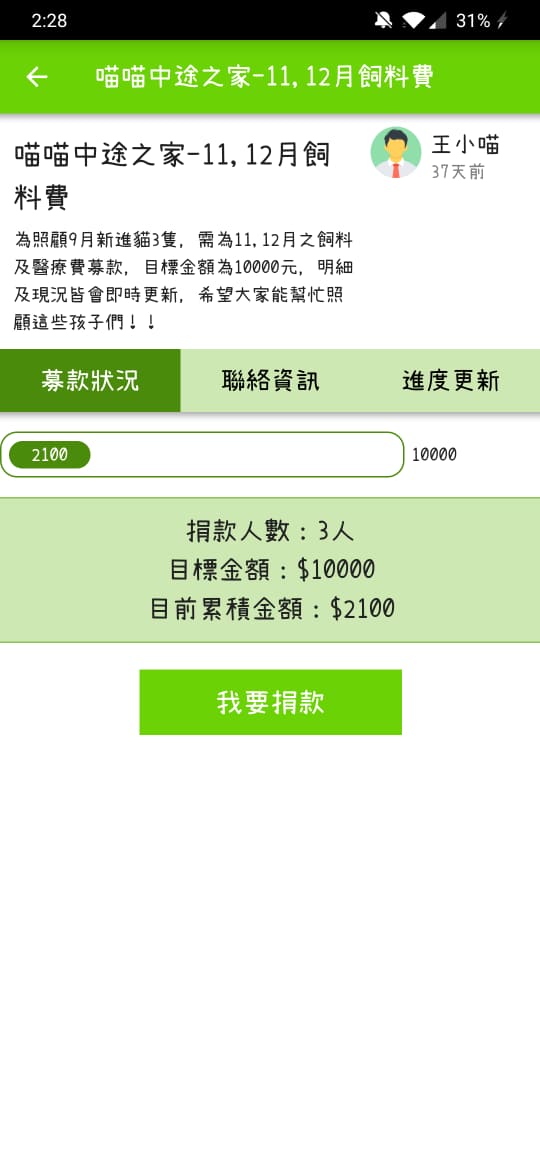 2:28
31%
喵喵中途之家-11,12月飼料費
喵喵中途之家-11,12月飼
料費
王小喵
37天前
為照顧9月新進貓3隻, 需為11,12月之飼料
及醫療費募款, 目標金額為10000元, 明細
及現況皆會即時更新, 希望大家能幫忙照
顧這些孩子們！！
募款狀況
聯絡資訊
進度更新
2100
10000
捐款人數：3人
目標金額：$10000
目前累積金額：$2100
我要捐款